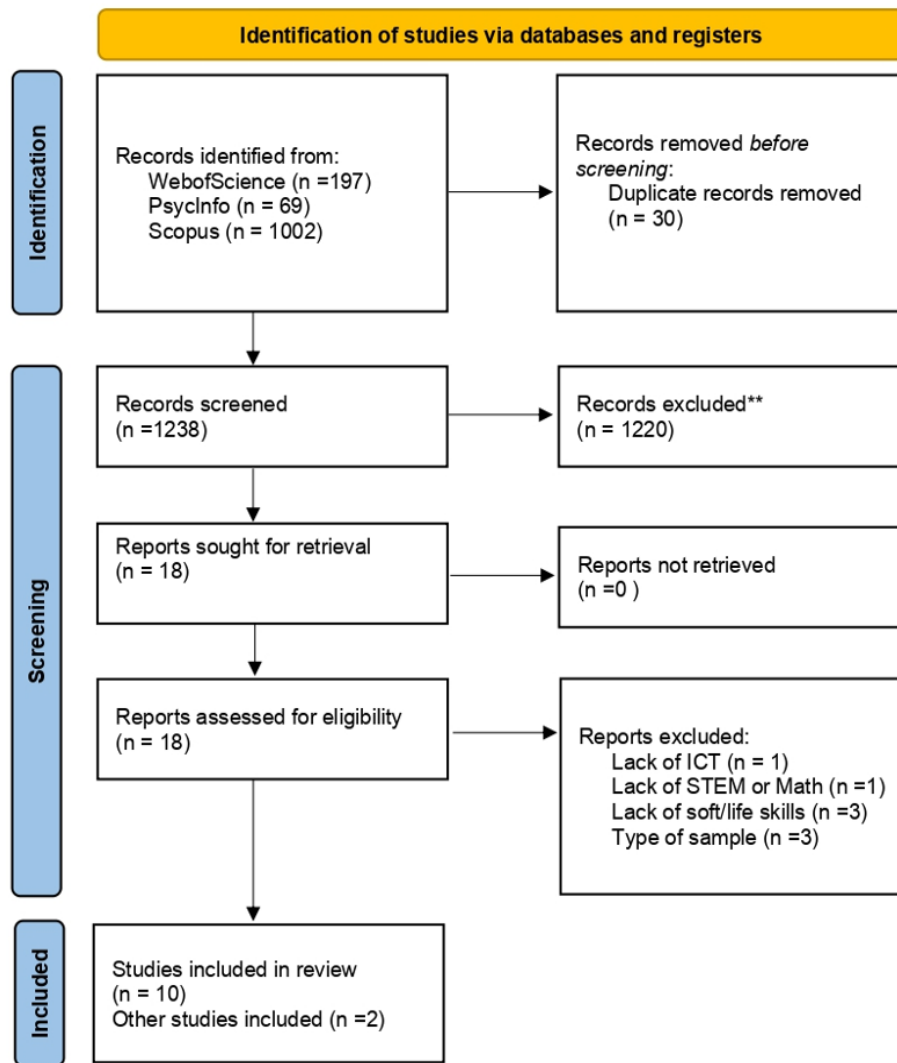 Identification of studies via databases and registers
Identification
Records identified from:
WebofScience (n =197)
PsycInfo (n = 69)
Scopus (n = 1002)
Records removed before
screening:
Duplicate records removed
(n = 30)
Screening
Records screened
(n =1238)
Records excluded**
(n = 1220)
Reports sought for retrieval
(n = 18)
Reports not retrieved
(n =0 )
Reports assessed for eligibility
(n = 18)
Reports excluded:
Lack of ICT (n = 1)
Lack of STEM or Math (n =1)
Lack of soft/life skills (n =3)
Type of sample (n =3)
Included
Studies included in review
(n = 10)
Other studies included (n =2)